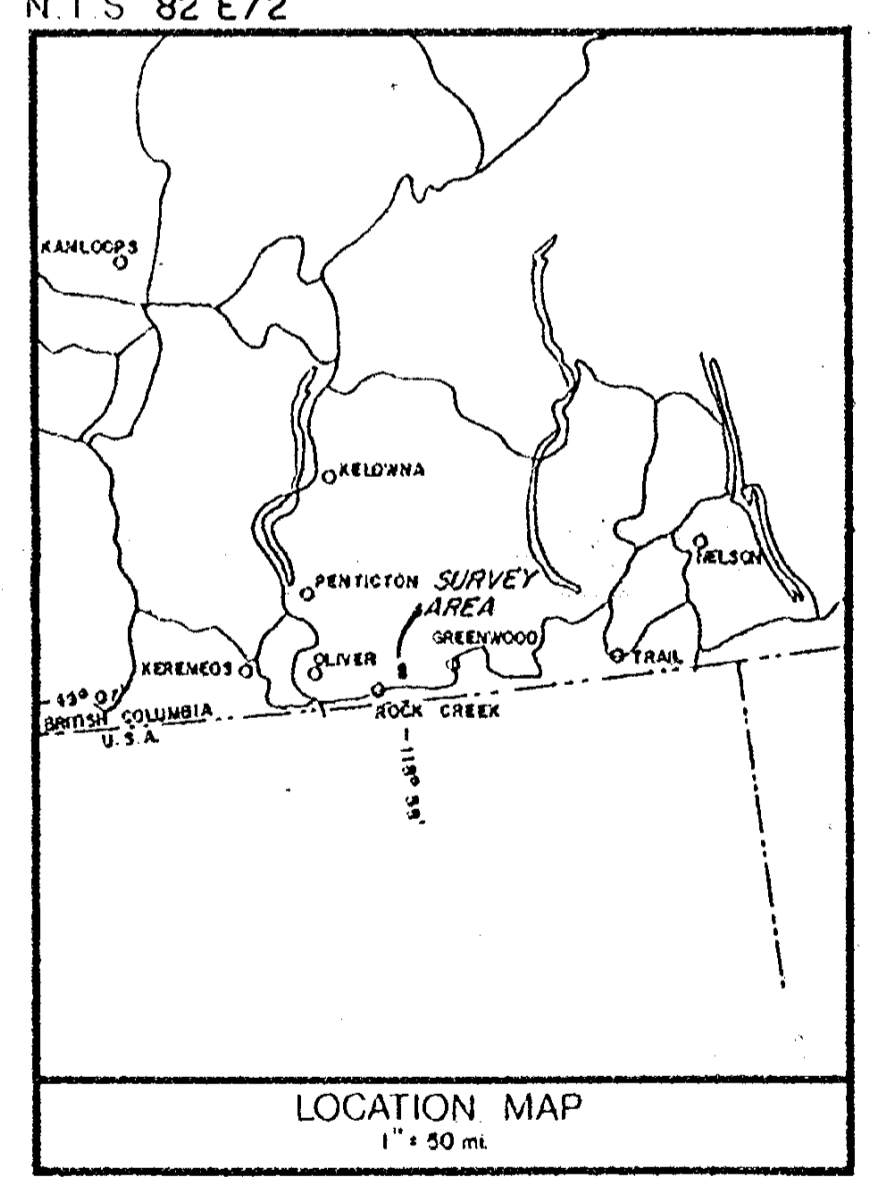 N.T.S 82 E/2
KAMLOOPS
KELOWNA
NELSON
PENTICTON
SURVEY
AREA
GREENWOOD
OLIVER
TRAIL
KEREMEOS
ROCK CREEK
BRITISH COLUMBIA
U.S.A.
LOCATION MAP
1" = 50 mi.